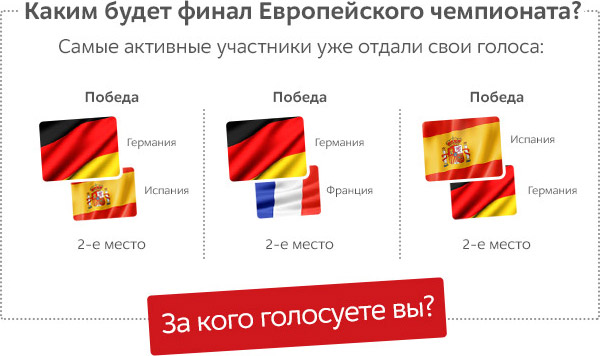 Каким будет финал Европейского чемпионата?
Самые активные участники уже отдали свои голоса:
Победа
Германия
Испания
2-е место
Победа
Германия
Франция
2-е место
Победа
Испания
Германия
2-е место
За кого голосуете вы?